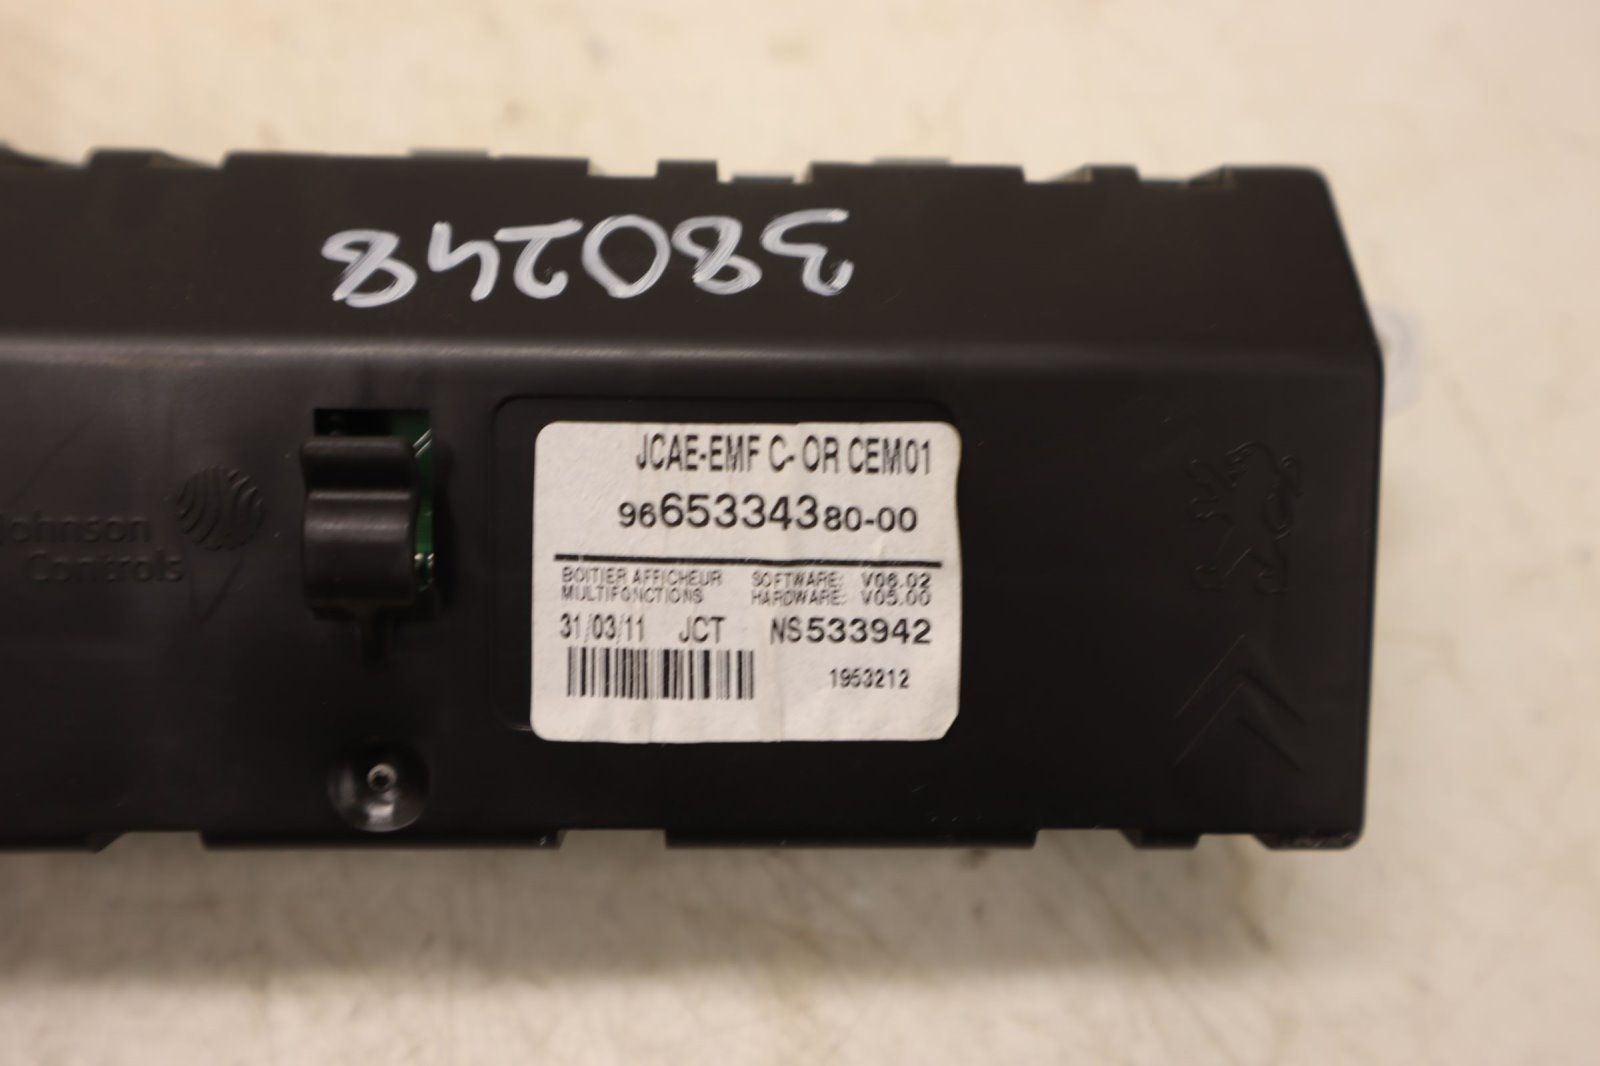 380248
Johnson
Controls
JCAE-EMF C- OR CEM01
9665334380-00
BOITIER AFFICHEUR SOFTWARE: V06.02
MULTIFONCTIONS HARDWARE: V05.00
31/03/11 JCT NS533942
1953212